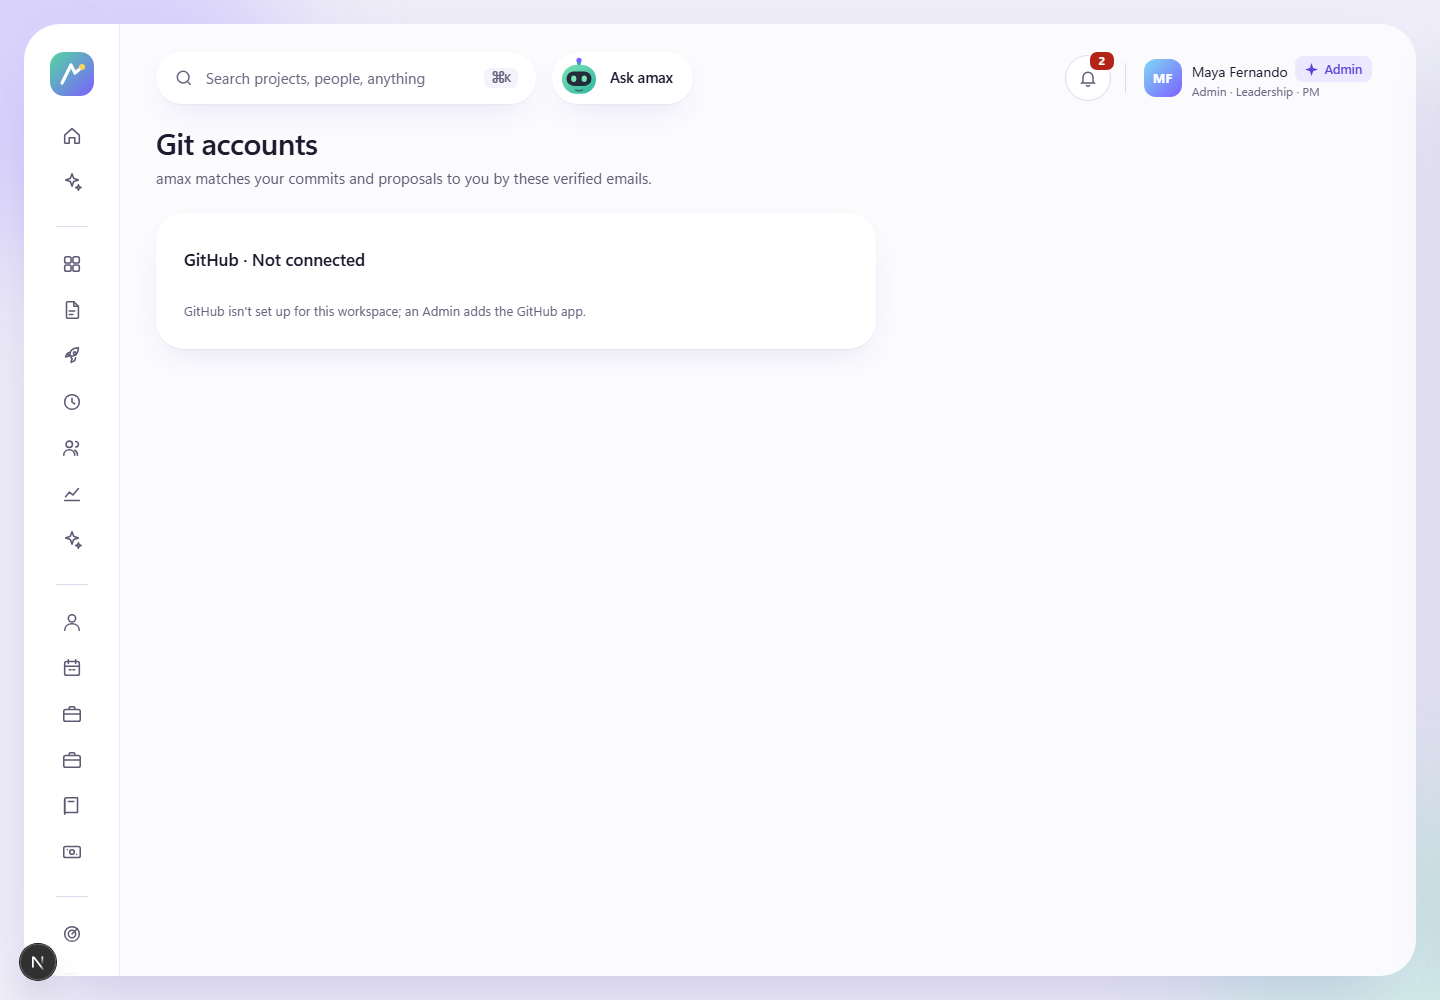 Search projects, people, anything
⌘K
Ask amax
2
MF
Maya Fernando
Admin
Admin · Leadership · PM
Git accounts
amax matches your commits and proposals to you by these verified emails.
GitHub · Not connected
GitHub isn't set up for this workspace; an Admin adds the GitHub app.
N